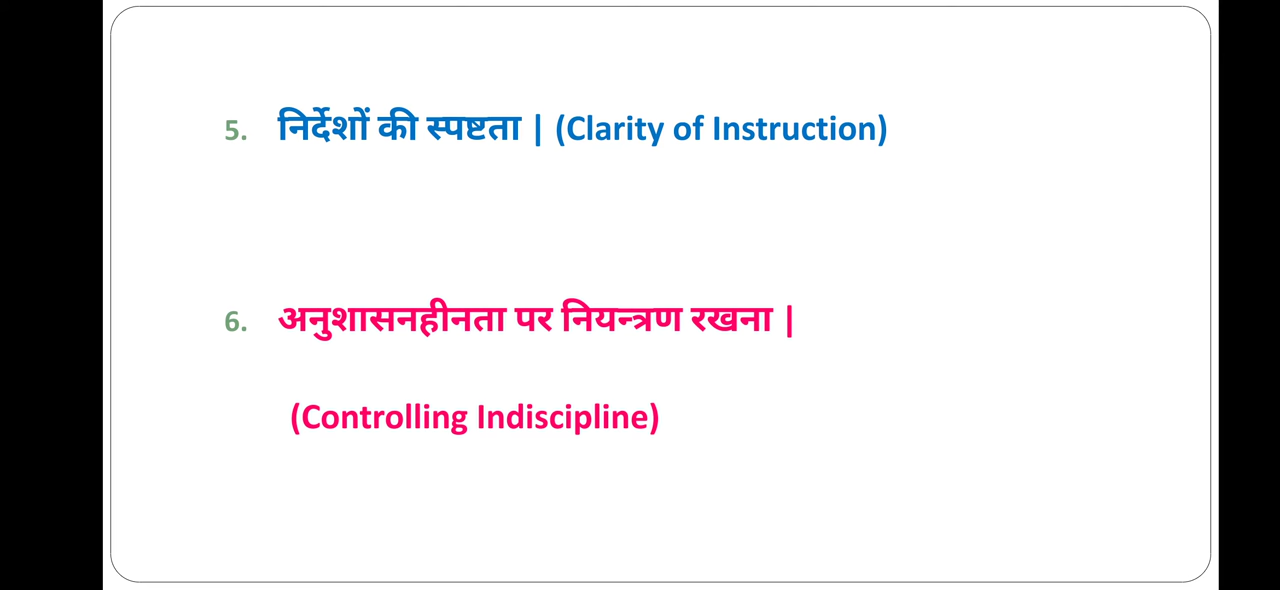 5. निर्देशों की स्पष्टता | (Clarity of Instruction)
6. अनुशासनहीनता पर नियन्त्रण रखना |
(Controlling Indiscipline)